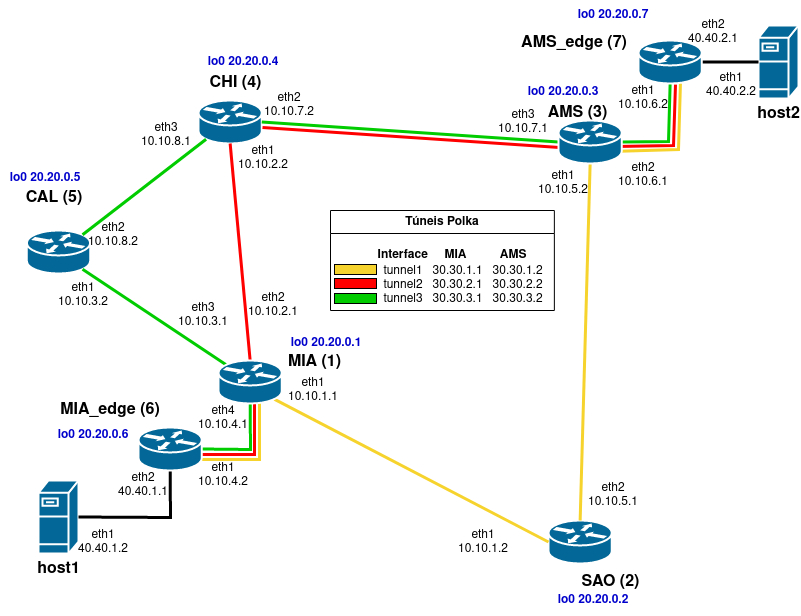 lo0 20.20.0.7
eth2
40.40.2.1
AMS_edge (7)
eth1
40.40.2.2
host2
lo0 20.20.0.4
CHI (4)
eth2
10.10.7.2
lo0 20.20.0.3
AMS (3)
eth1
10.10.6.2
eth3
10.10.7.1
eth3
10.10.8.1
eth1
10.10.2.2
eth1
10.10.5.2
eth2
10.10.6.1
lo0 20.20.0.5
CAL (5)
eth2
10.10.8.2
eth1
10.10.3.2
Túneis Polka
Interface MIA AMS
tunnel1 30.30.1.1 30.30.1.2
tunnel2 30.30.2.1 30.30.2.2
tunnel3 30.30.3.1 30.30.3.2
eth3
10.10.3.1
eth2
10.10.2.1
lo0 20.20.0.1
MIA (1)
eth1
10.10.1.1
MIA_edge (6)
eth4
10.10.4.1
lo0 20.20.0.6
eth1
10.10.4.2
eth2
40.40.1.1
eth1
40.40.1.2
host1
eth2
10.10.5.1
eth1
10.10.1.2
SAO (2)
lo0 20.20.0.2